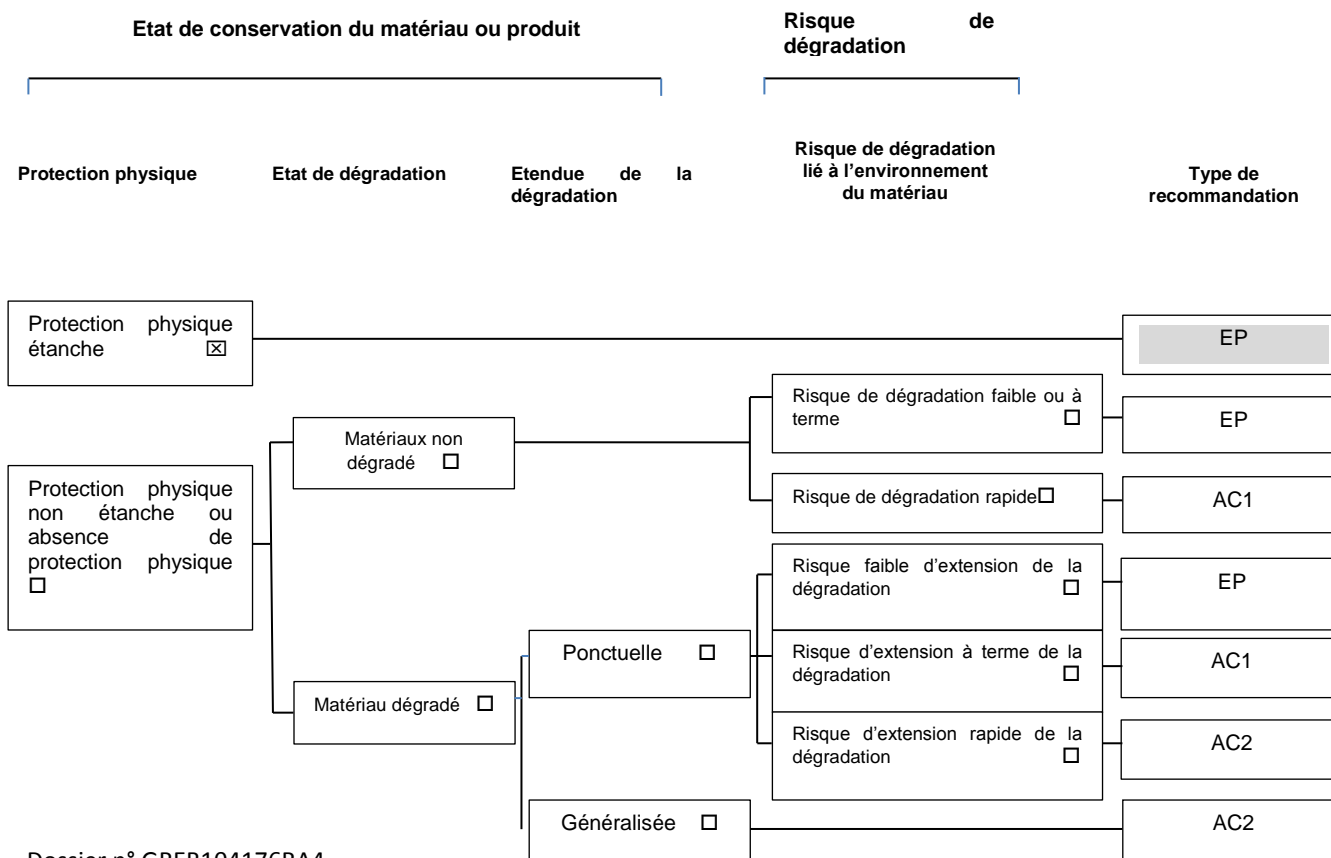 Etat de conservation du matériau ou produit
Risque de
dégradation
Protection physique
Etat de dégradation
Etendue de la
dégradation
Risque de dégradation
lié à l'environnement
du matériau
Type de
recommandation
Protection physique
étanche ☒
EP
Risque de dégradation faible ou à
terme ☐
EP
Matériaux non
dégradé ☐
Protection physique
non étanche ou
absence de
protection physique
☐
Risque de dégradation rapide☐
AC1
Risque faible d'extension de la
dégradation ☐
EP
Ponctuelle ☐
Risque d'extension à terme de la
dégradation ☐
AC1
Matériau dégradé ☐
Risque d'extension rapide de la
dégradation ☐
AC2
Généralisée ☐
AC2